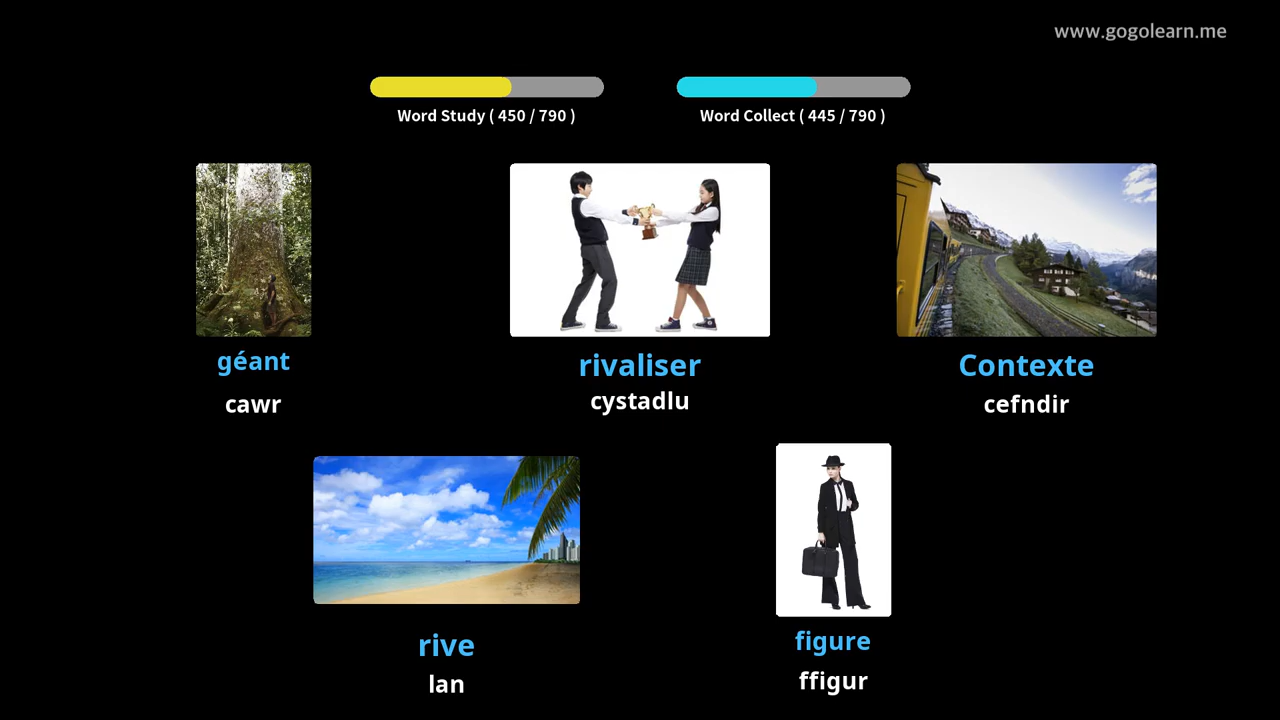 www.gogolearn.me
Word Study ( 450 / 790 )
Word Collect ( 445 / 790 )
géant
cawr
rivaliser
cystadlu
Contexte
cefndir
rive
lan
figure
ffigur